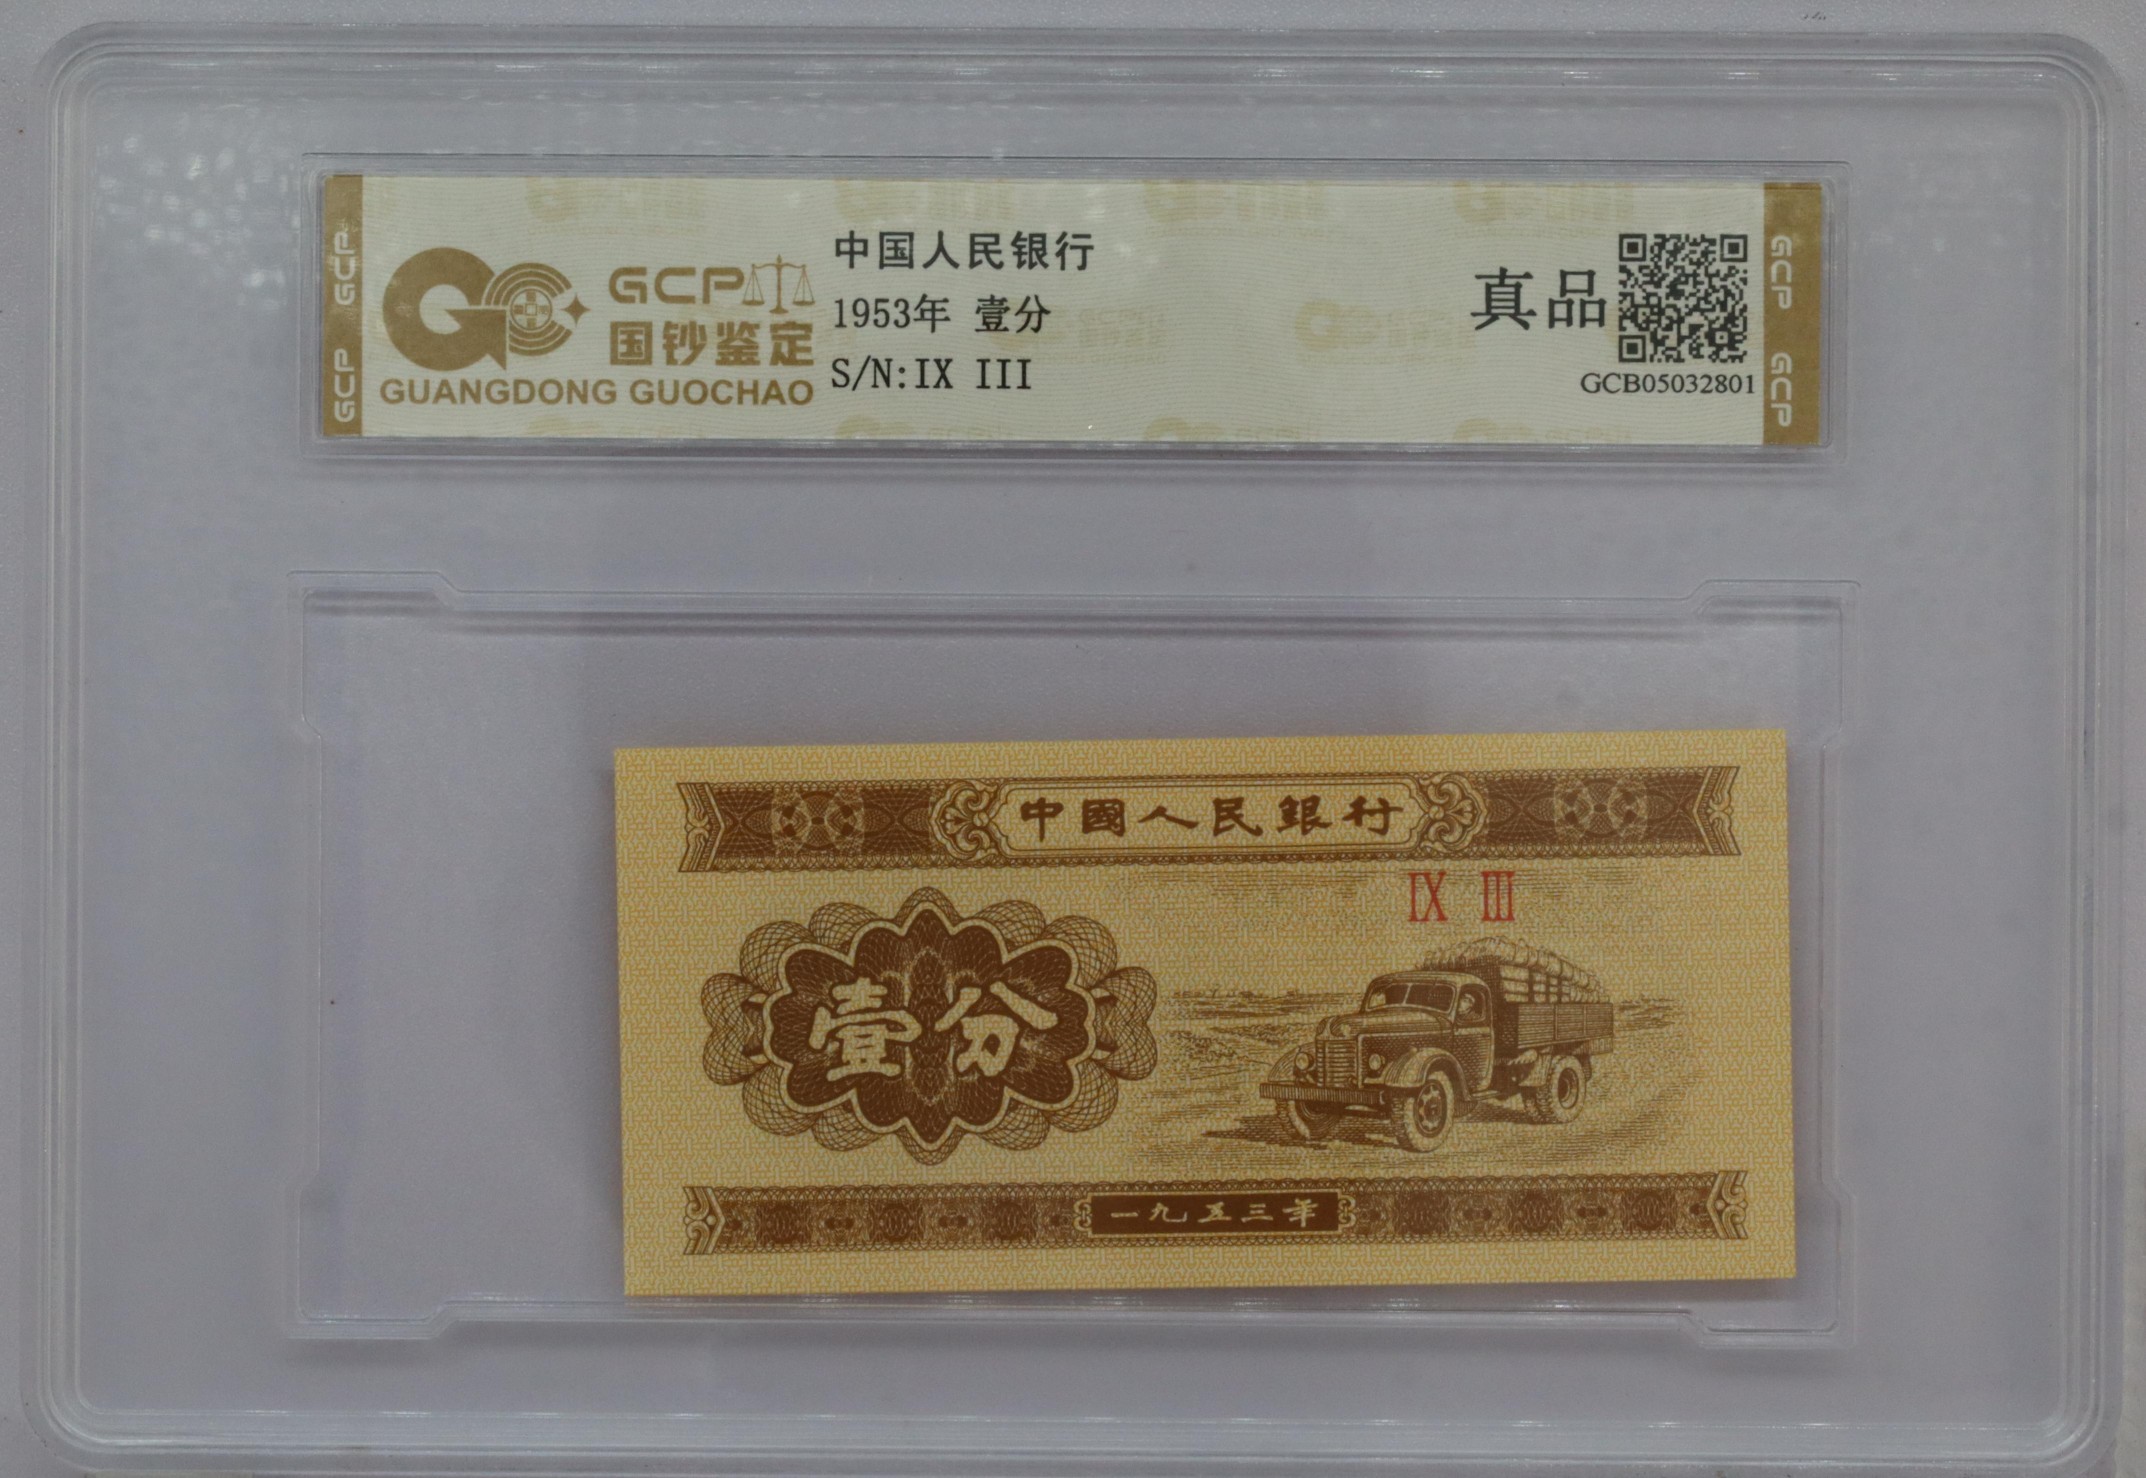 GCP
GCP
GCP
国钞鉴定
GUANGDONG GUOCHAO
中国人民银行
1953年 壹分
S/N:IX III
真品
GCB05032801
GCP
GCP
中國人民銀行
IX III
壹分
一九五三年